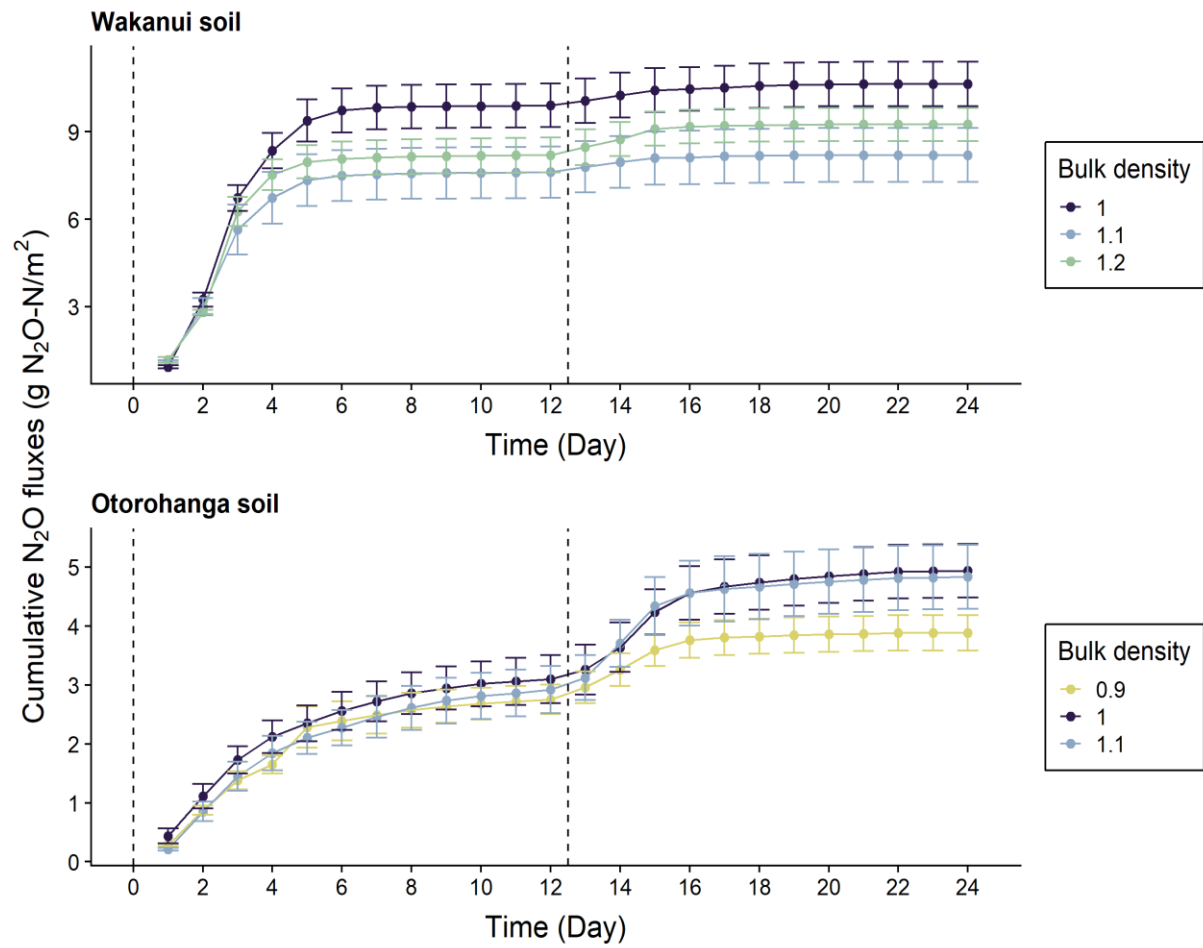 Wakanui soil
9
6
3
0 2 4 6 8 10 12 14 16 18 20 22 24
Time (Day)
Bulk density
1
1.1
1.2
Cumulative N₂O fluxes (g N₂O-N/m²)
Otorohanga soil
5
4
3
2
1
0
0 2 4 6 8 10 12 14 16 18 20 22 24
Time (Day)
Bulk density
0.9
1
1.1